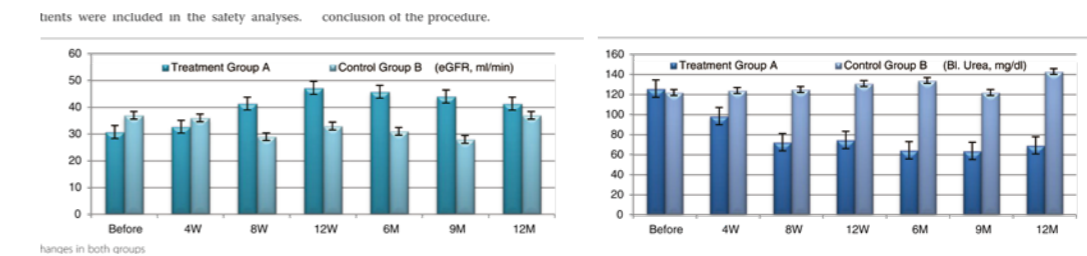 tients were included in the safety analyses. conclusion of the procedure.
60
50
40
30
20
10
0
Treatment Group A Control Group B (eGFR, ml/min)
Before 4W 8W 12W 6M 9M 12M
160
140
120
100
80
60
40
20
0
Treatment Group A Control Group B (Bl. Urea, mg/dl)
Before 4W 8W 12W 6M 9M 12M
hanges in both groups